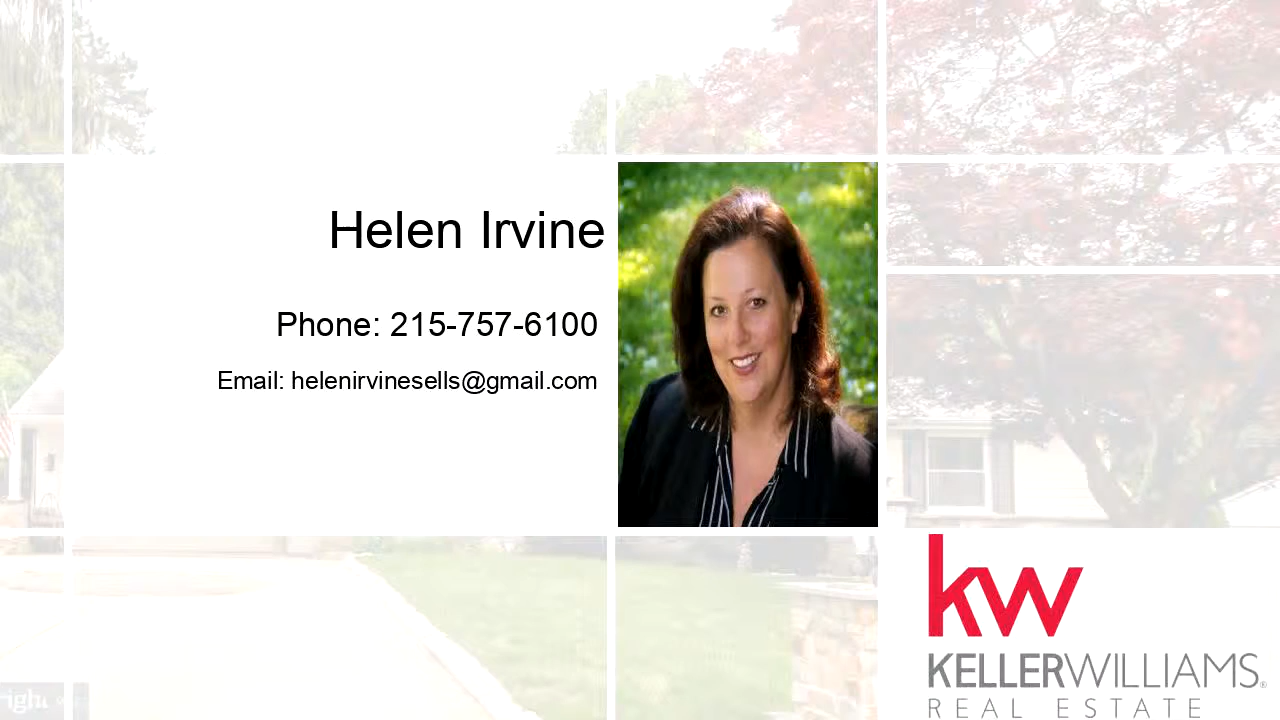 Helen Irvine
Phone: 215-757-6100
Email: helenirvinesells@gmail.com
kw
KELLERWILLIAMS®
REAL ESTATE